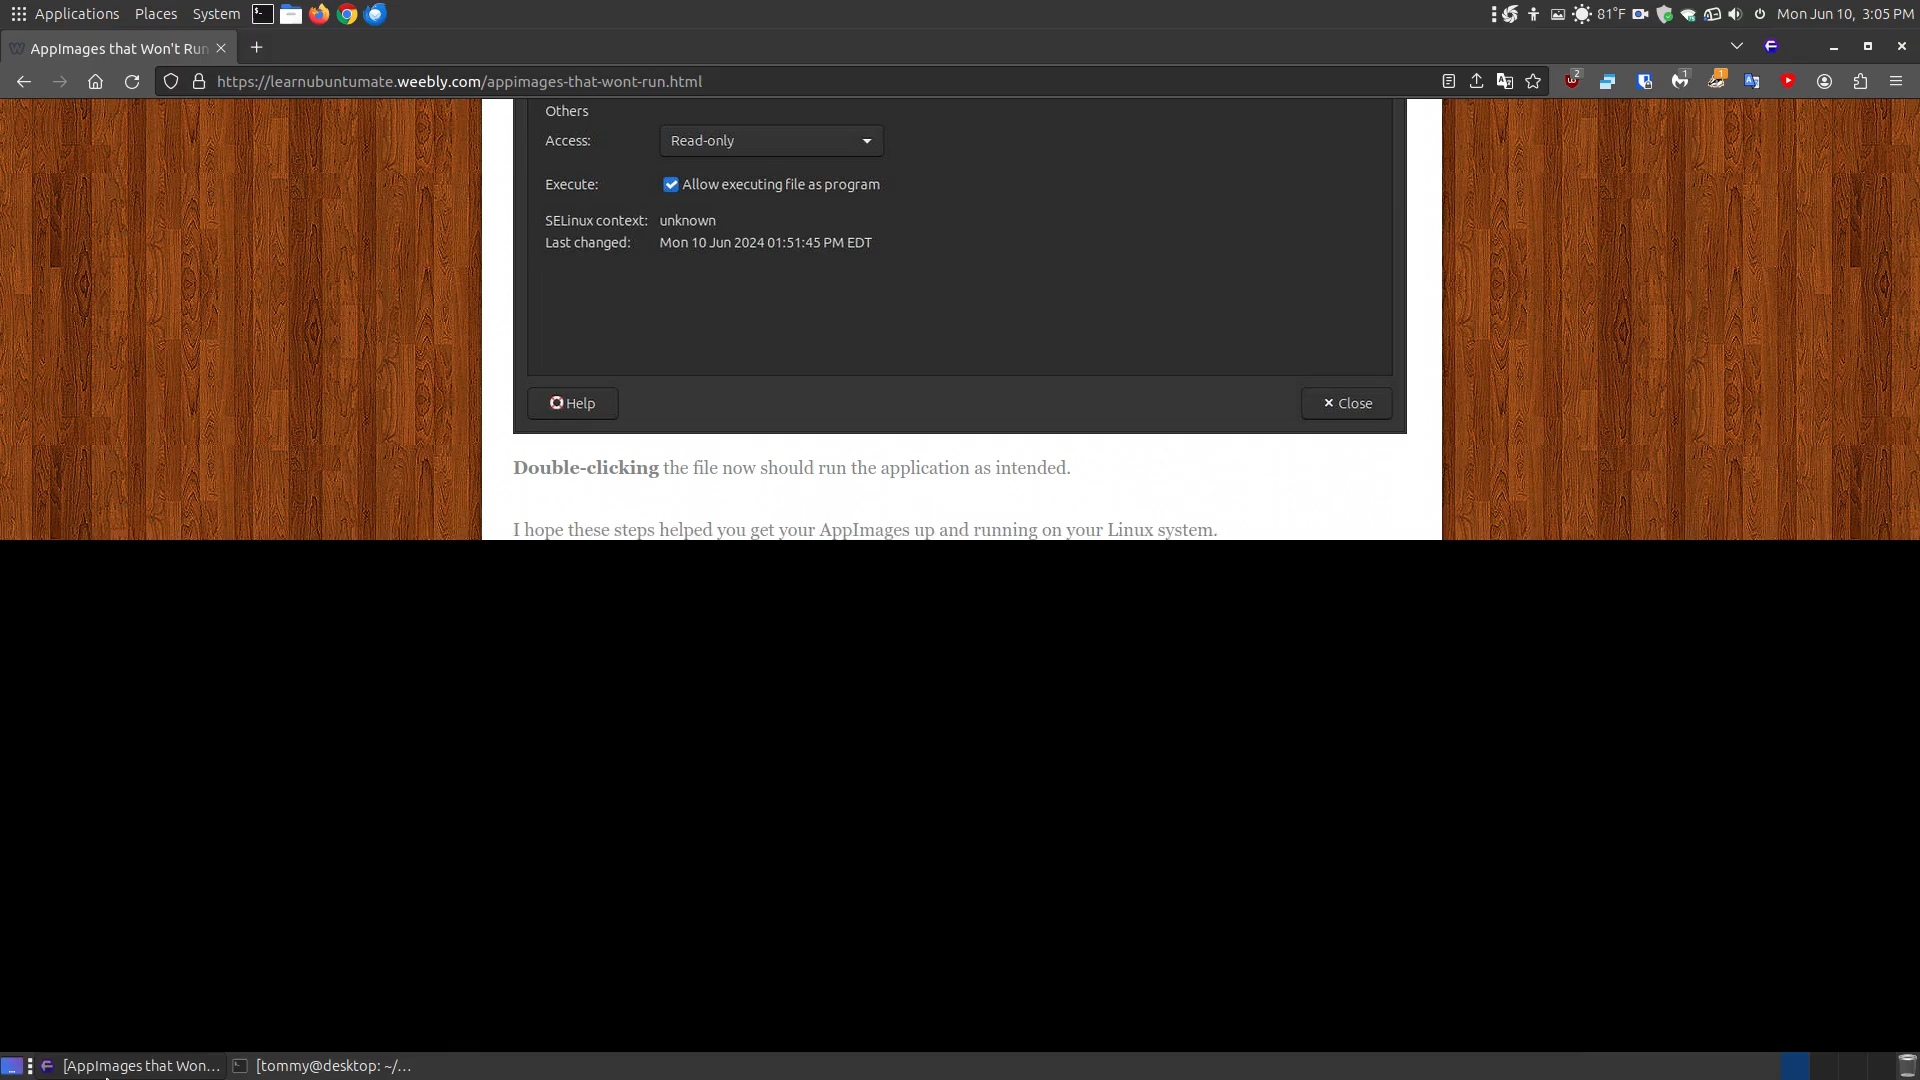 Applications Places System 81°F Mon Jun 10, 3:05 PM
AppImages that Won't Run
https://learnubuntumate.weebly.com/appimages-that-wont-run.html 2 1 1
Others
Access: Read-only
Execute: Allow executing file as program
SELinux context: unknown
Last changed: Mon 10 Jun 2024 01:51:45 PM EDT
Help Close
Double-clicking the file now should run the application as intended.
I hope these steps helped you get your AppImages up and running on your Linux system.
[AppImages that Won... [tommy@desktop: ~/...